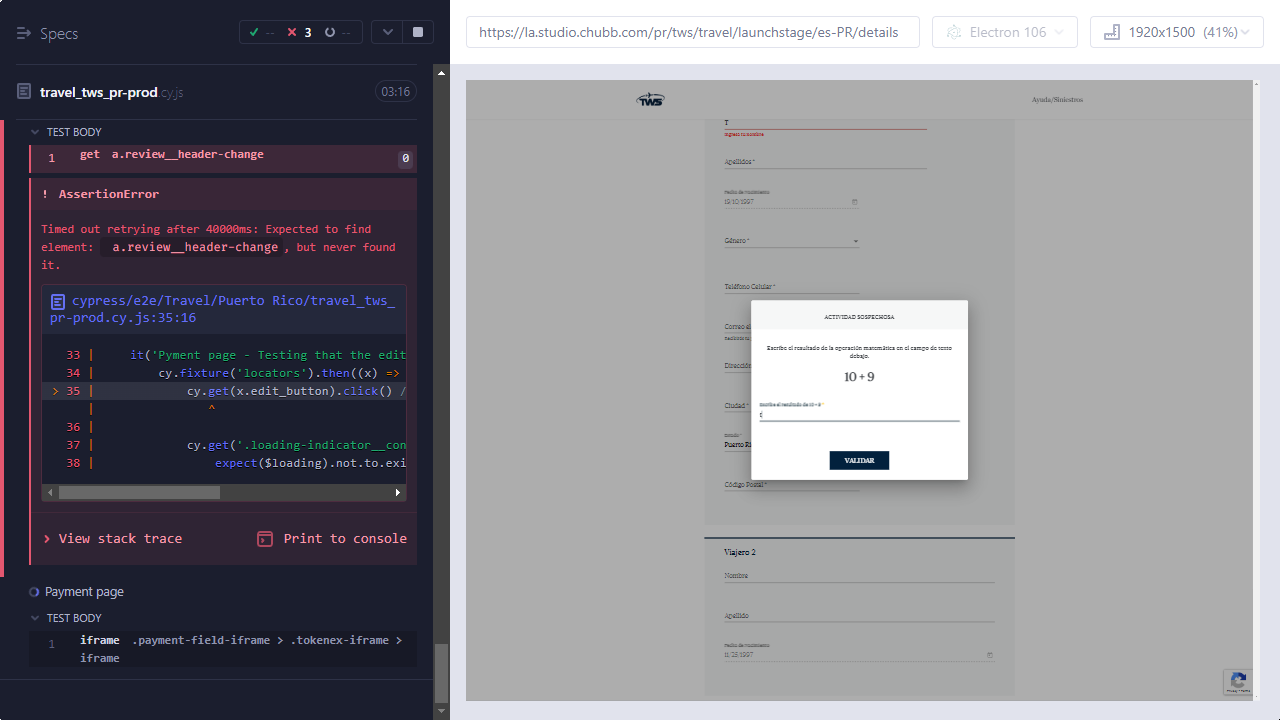 Specs
✓ -- ✕ 3 --
travel_tws_pr-prod.cy.js
03:16
TEST BODY
1 get a.review__header-change 0
! AssertionError
Timed out retrying after 40000ms: Expected to find
element: a.review__header-change, but never found
it.
cypress/e2e/Travel/Puerto Rico/travel_tws_
pr-prod.cy.js:35:16
33 | it('Pyment page - Testing that the edit
34 | cy.fixture('locators').then((x) =>
> 35 | cy.get(x.edit_button).click() /
| ^
36 |
37 | cy.get('.loading-indicator__con
38 | expect($loading).not.to.exi
View stack trace
Print to console
Payment page
TEST BODY
1 iframe .payment-field-iframe > .tokenex-iframe >
iframe
https://la.studio.chubb.com/pr/tws/travel/launchstage/es-PR/details
Electron 106
1920x1500 (41%)
TWS
Ayuda/Siniestros
T
Ingrese tu nombre
Apellidos *
Fecha de Nacimiento
19/10/1997
Género *
Teléfono Celular *
Correo el
Dirección
Ciudad *
Puerto Ri
Código Postal *
ACTIVIDAD SOSPECHOSA
Escribe el resultado de la operación matemática en el campo de texto
debajo.
10 + 9
Escribe el resultado de 10 + 9 *
VALIDAR
Viajero 2
Nombre
Apellido
Fecha de Nacimiento
11/25/1997